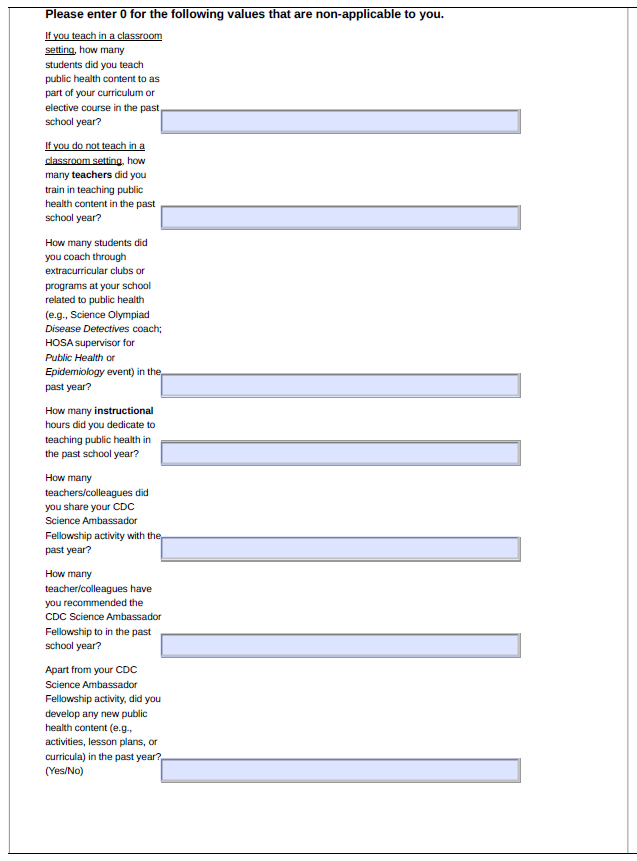 Please enter 0 for the following values that are non-applicable to you.
If you teach in a classroom
setting, how many
students did you teach
public health content to as
part of your curriculum or
elective course in the past
school year?
If you do not teach in a
classroom setting, how
many teachers did you
train in teaching public
health content in the past
school year?
How many students did
you coach through
extracurricular clubs or
programs at your school
related to public health
(e.g., Science Olympiad
Disease Detectives coach;
HOSA supervisor for
Public Health or
Epidemiology event) in the
past year?
How many instructional
hours did you dedicate to
teaching public health in
the past school year?
How many
teachers/colleagues did
you share your CDC
Science Ambassador
Fellowship activity with the
past year?
How many
teacher/colleagues have
you recommended the
CDC Science Ambassador
Fellowship to in the past
school year?
Apart from your CDC
Science Ambassador
Fellowship activity, did you
develop any new public
health content (e.g.,
activities, lesson plans, or
curricula) in the past year?
(Yes/No)